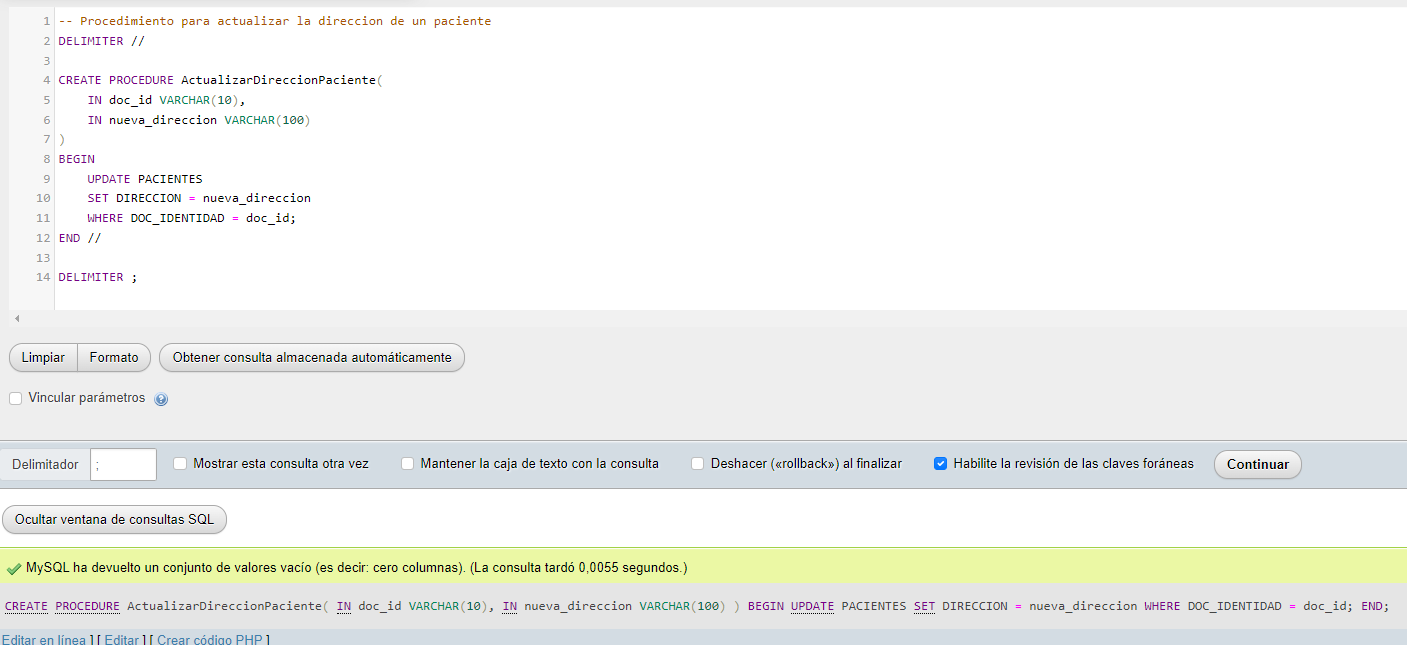 1 -- Procedimiento para actualizar la direccion de un paciente
2 DELIMITER //
3
4 CREATE PROCEDURE ActualizarDireccionPaciente(
5     IN doc_id VARCHAR(10),
6     IN nueva_direccion VARCHAR(100)
7 )
8 BEGIN
9     UPDATE PACIENTES
10     SET DIRECCION = nueva_direccion
11     WHERE DOC_IDENTIDAD = doc_id;
12 END //
13
14 DELIMITER ;
Limpiar Formato Obtener consulta almacenada automáticamente
Vincular parámetros
Delimitador ; Mostrar esta consulta otra vez Mantener la caja de texto con la consulta Deshacer («rollback») al finalizar Habilite la revisión de las claves foráneas Continuar
Ocultar ventana de consultas SQL
MySQL ha devuelto un conjunto de valores vacío (es decir: cero columnas). (La consulta tardó 0,0055 segundos.)
CREATE PROCEDURE ActualizarDireccionPaciente( IN doc_id VARCHAR(10), IN nueva_direccion VARCHAR(100) ) BEGIN UPDATE PACIENTES SET DIRECCION = nueva_direccion WHERE DOC_IDENTIDAD = doc_id; END;
Editar en línea ] [ Editar ] [ Crear código PHP ]